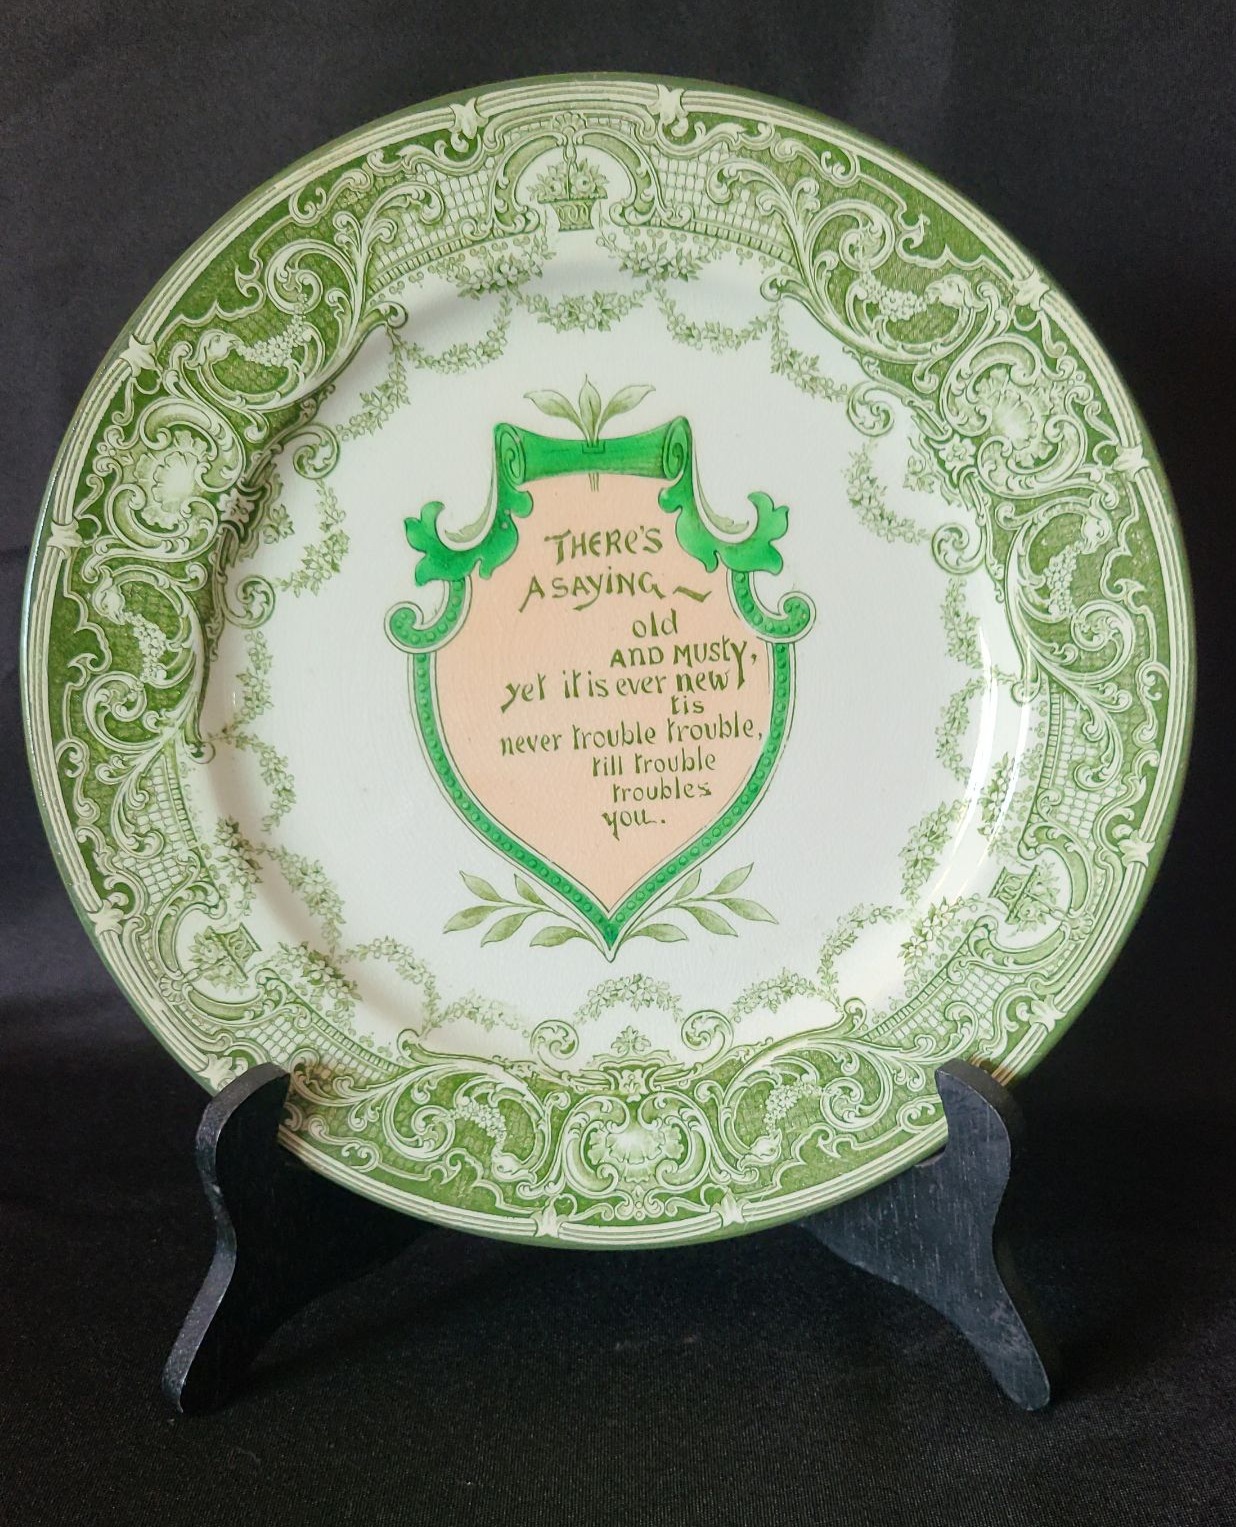 THERE'S
A SAYING ~
old
AND MUSTY,
yet it is ever new
tis
never trouble trouble,
till trouble
troubles
you.